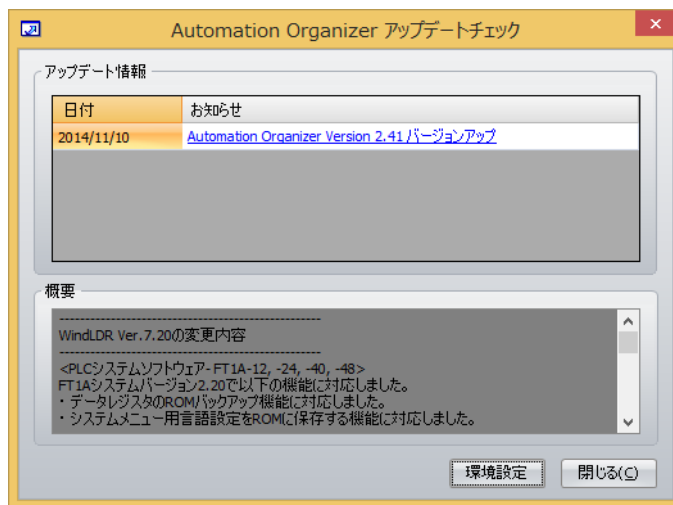 Automation Organizer アップデートチェック
アップデート情報
日付 お知らせ
2014/11/10 Automation Organizer Version 2.41 バージョンアップ
概要
----------------------------------------------------
WindLDR Ver.7.20の変更内容
----------------------------------------------------
<PLCシステムソフトウェア- FT1A-12, -24, -40, -48>
FT1Aシステムバージョン2.20で以下の機能に対応しました。
・データレジスタのROMバックアップ機能に対応しました。
・システムメニュー用言語設定をROMに保存する機能に対応しました。
環境設定 閉じる(C)